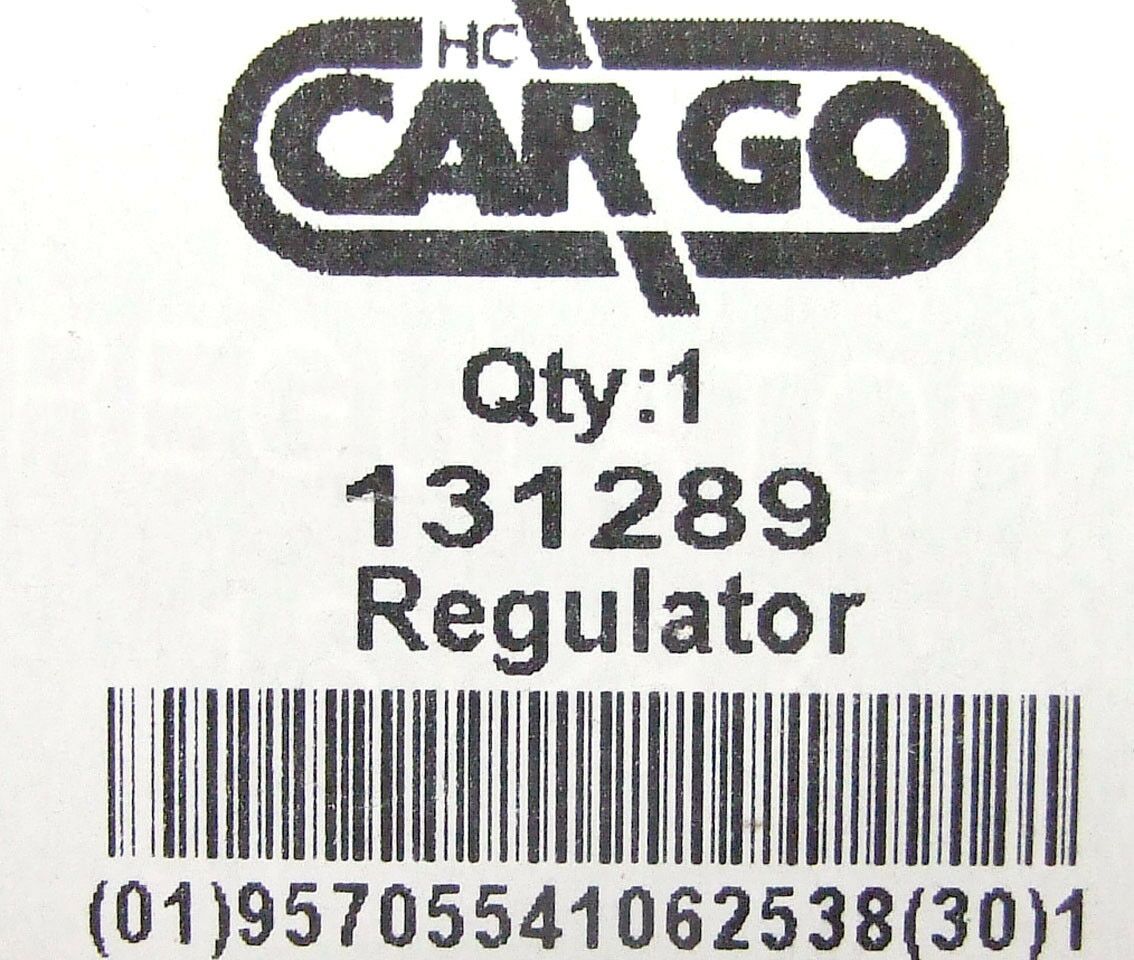 HC
CARGO
Qty:1
131289
Regulator
(01)95705541062538(30)1